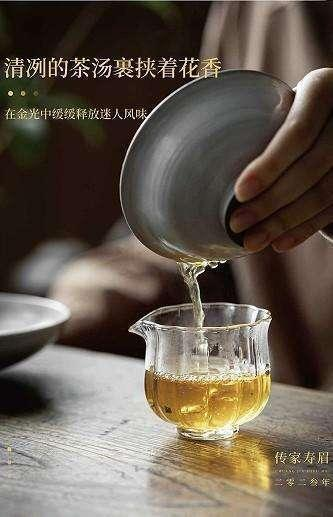 清冽的茶汤裹挟着花香
在金光中缓缓释放迷人风味
传家寿眉
二零二叁年